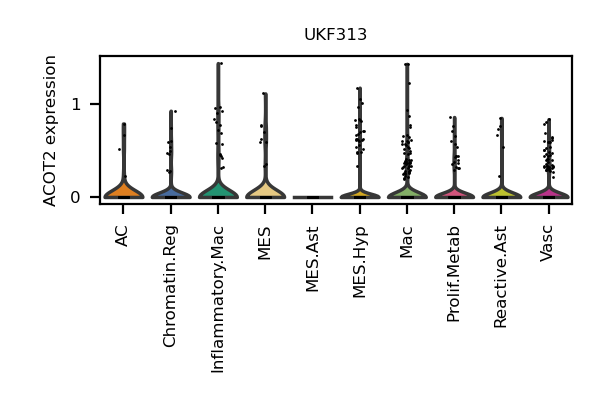 UKF313
ACOT2 expression
1
0
AC
Chromatin.Reg
Inflammatory.Mac
MES
MES.Ast
MES.Hyp
Mac
Prolif.Metab
Reactive.Ast
Vasc